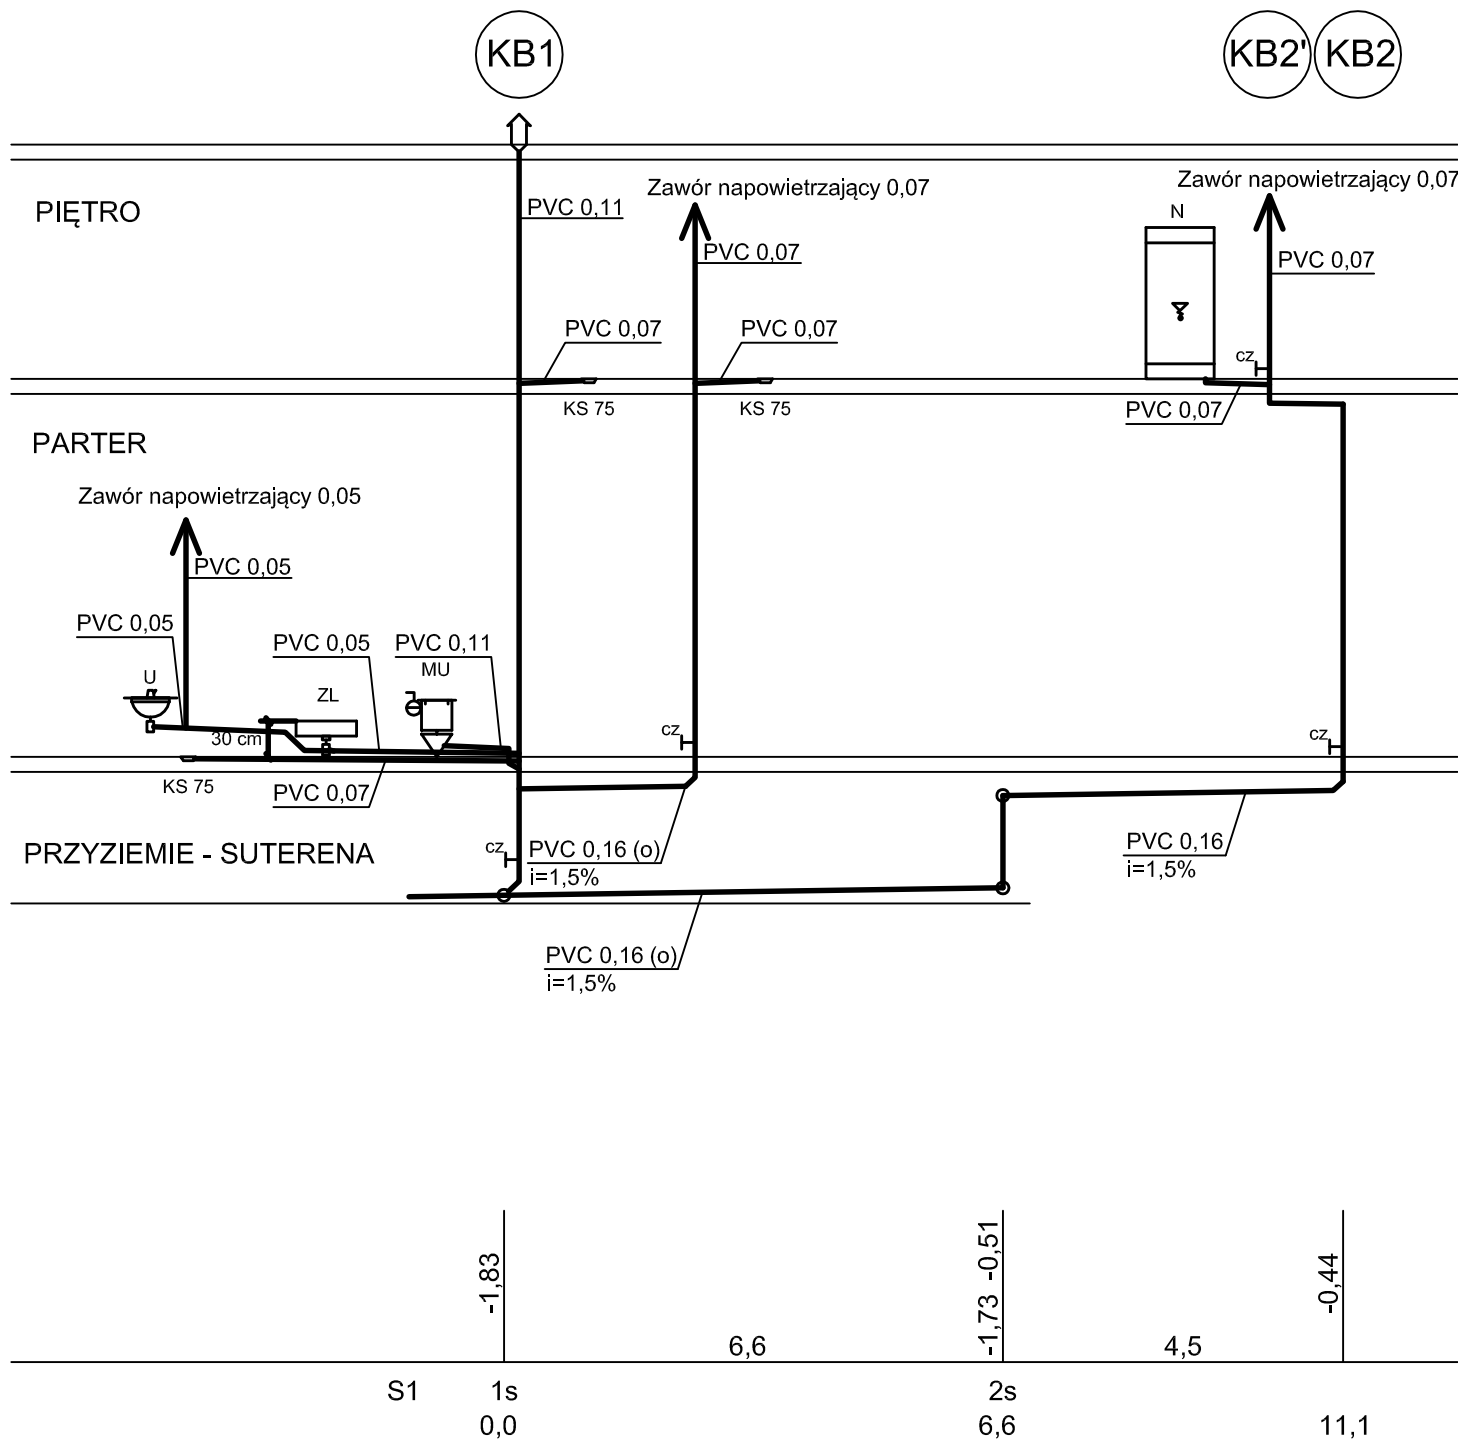 KB1
KB2'
KB2
Zawór napowietrzający 0,07
Zawór napowietrzający 0,07
PIĘTRO
PVC 0,11
N
PVC 0,07
PVC 0,07
PVC 0,07
PVC 0,07
cz
KS 75
KS 75
PVC 0,07
PARTER
Zawór napowietrzający 0,05
PVC 0,05
PVC 0,05
PVC 0,05
PVC 0,11
U
ZL
MU
30 cm
cz
cz
KS 75
PVC 0,07
PRZYZIEMIE - SUTERENA
cz
PVC 0,16 (o)
i=1,5%
PVC 0,16
i=1,5%
PVC 0,16 (o)
i=1,5%
-1,83
-1,73 -0,51
-0,44
6,6
4,5
S1
1s
2s
0,0
6,6
11,1